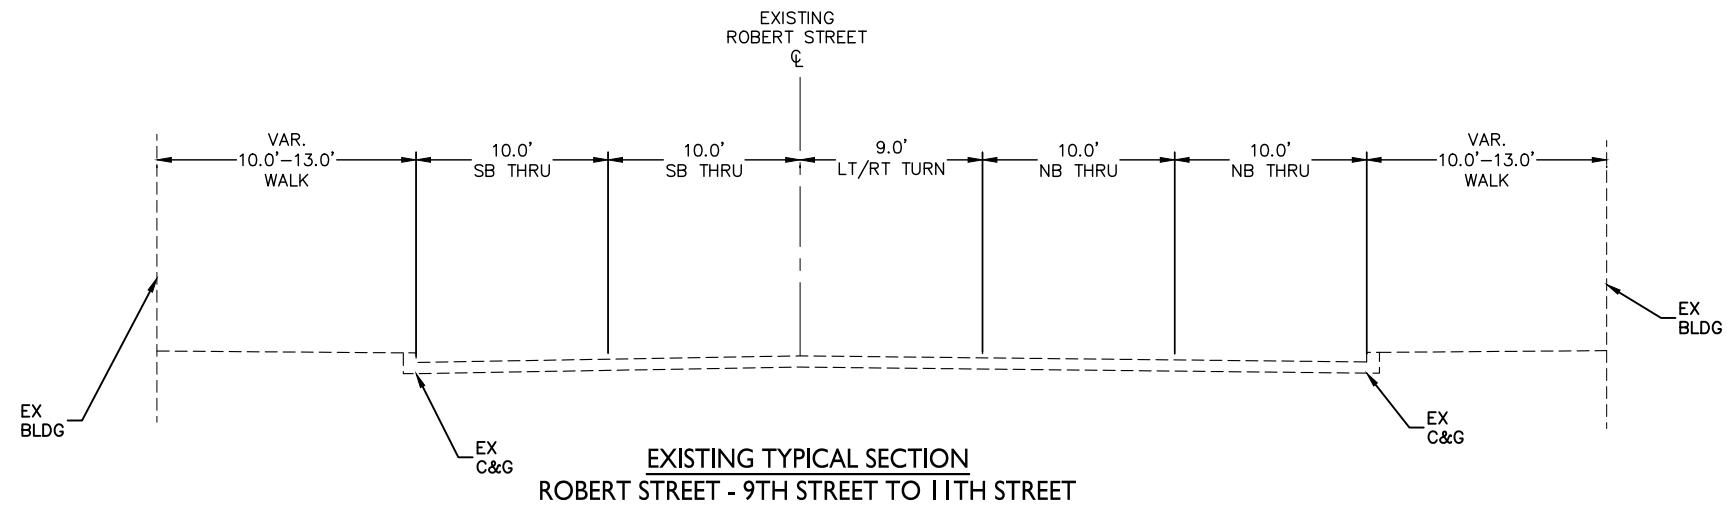 EXISTING
ROBERT STREET
℄
VAR.
10.0'-13.0'
WALK
10.0'
SB THRU
10.0'
SB THRU
9.0'
LT/RT TURN
10.0'
NB THRU
10.0'
NB THRU
VAR.
10.0'-13.0'
WALK
EX
BLDG
EX
BLDG
EX
C&G
EX
C&G
EXISTING TYPICAL SECTION
ROBERT STREET - 9TH STREET TO 11TH STREET